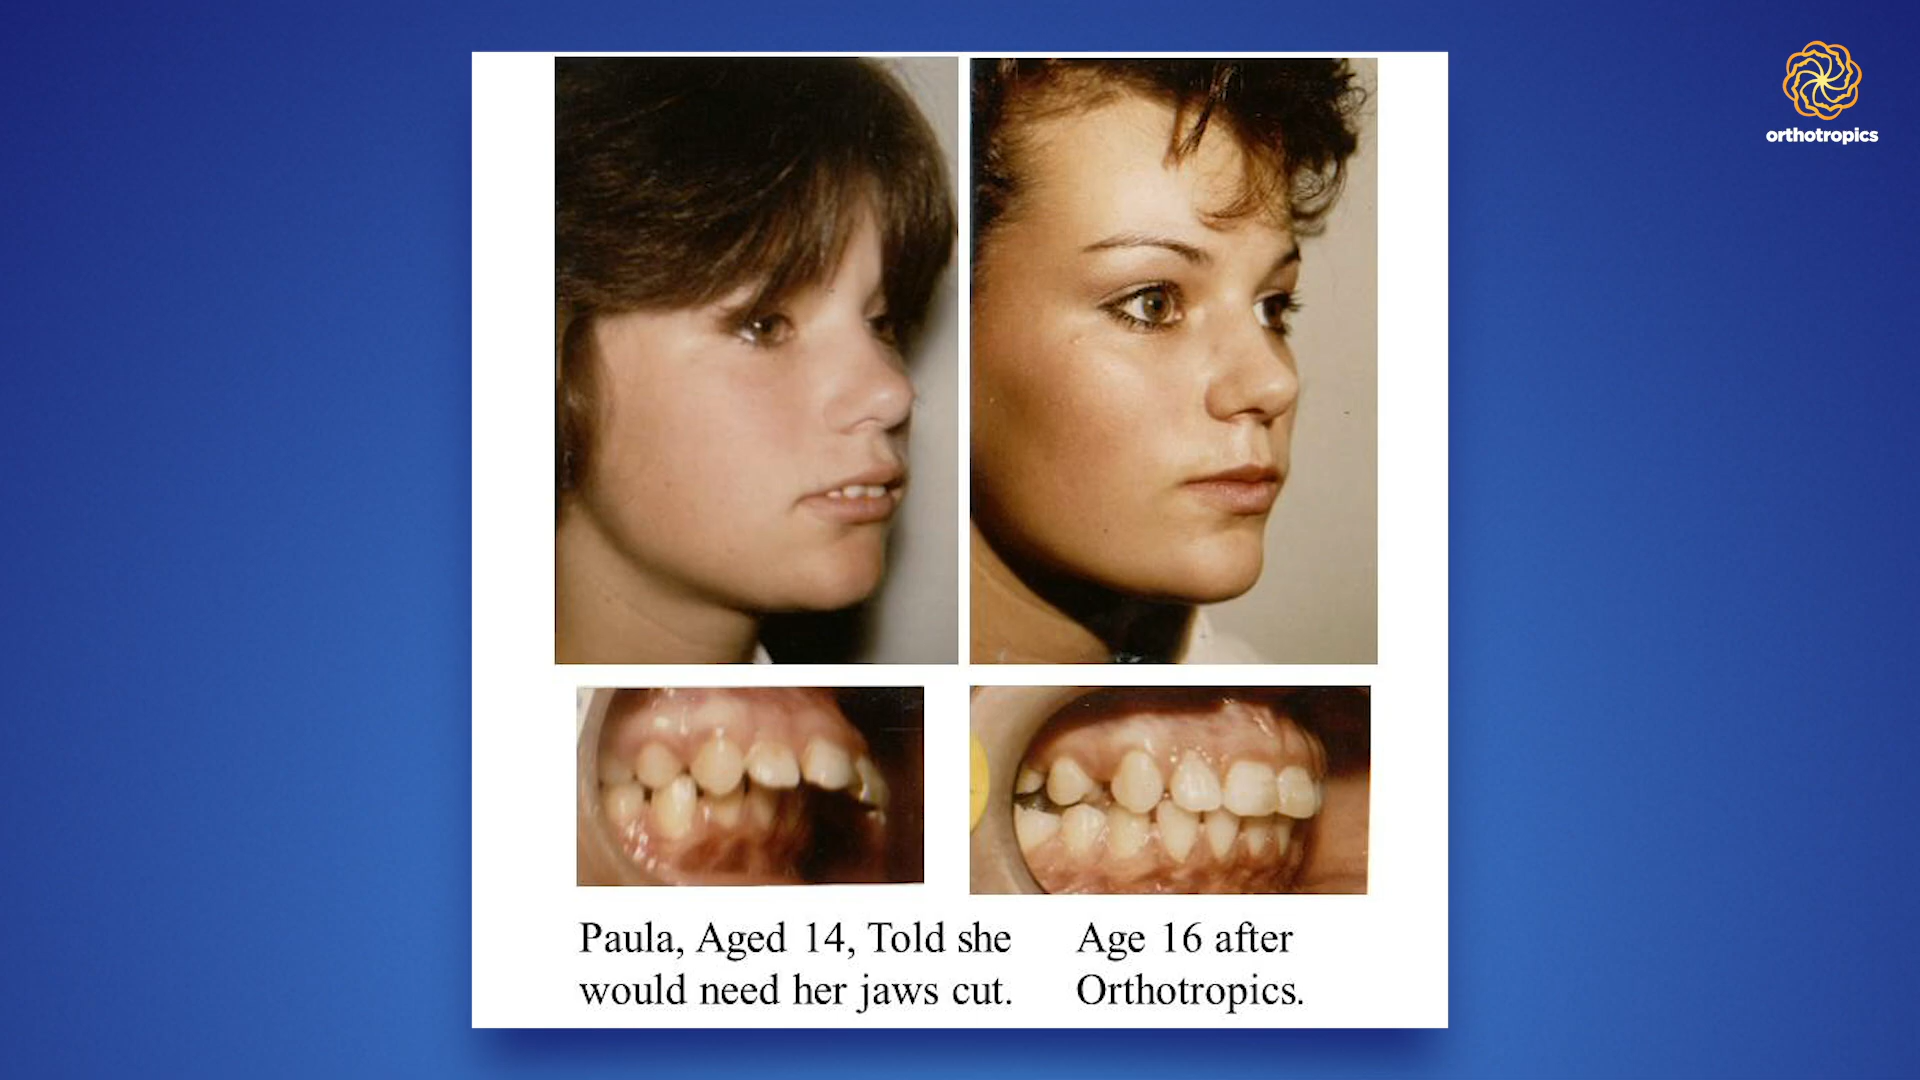 orthotropics
Paula, Aged 14, Told she
would need her jaws cut.
Age 16 after
Orthotropics.